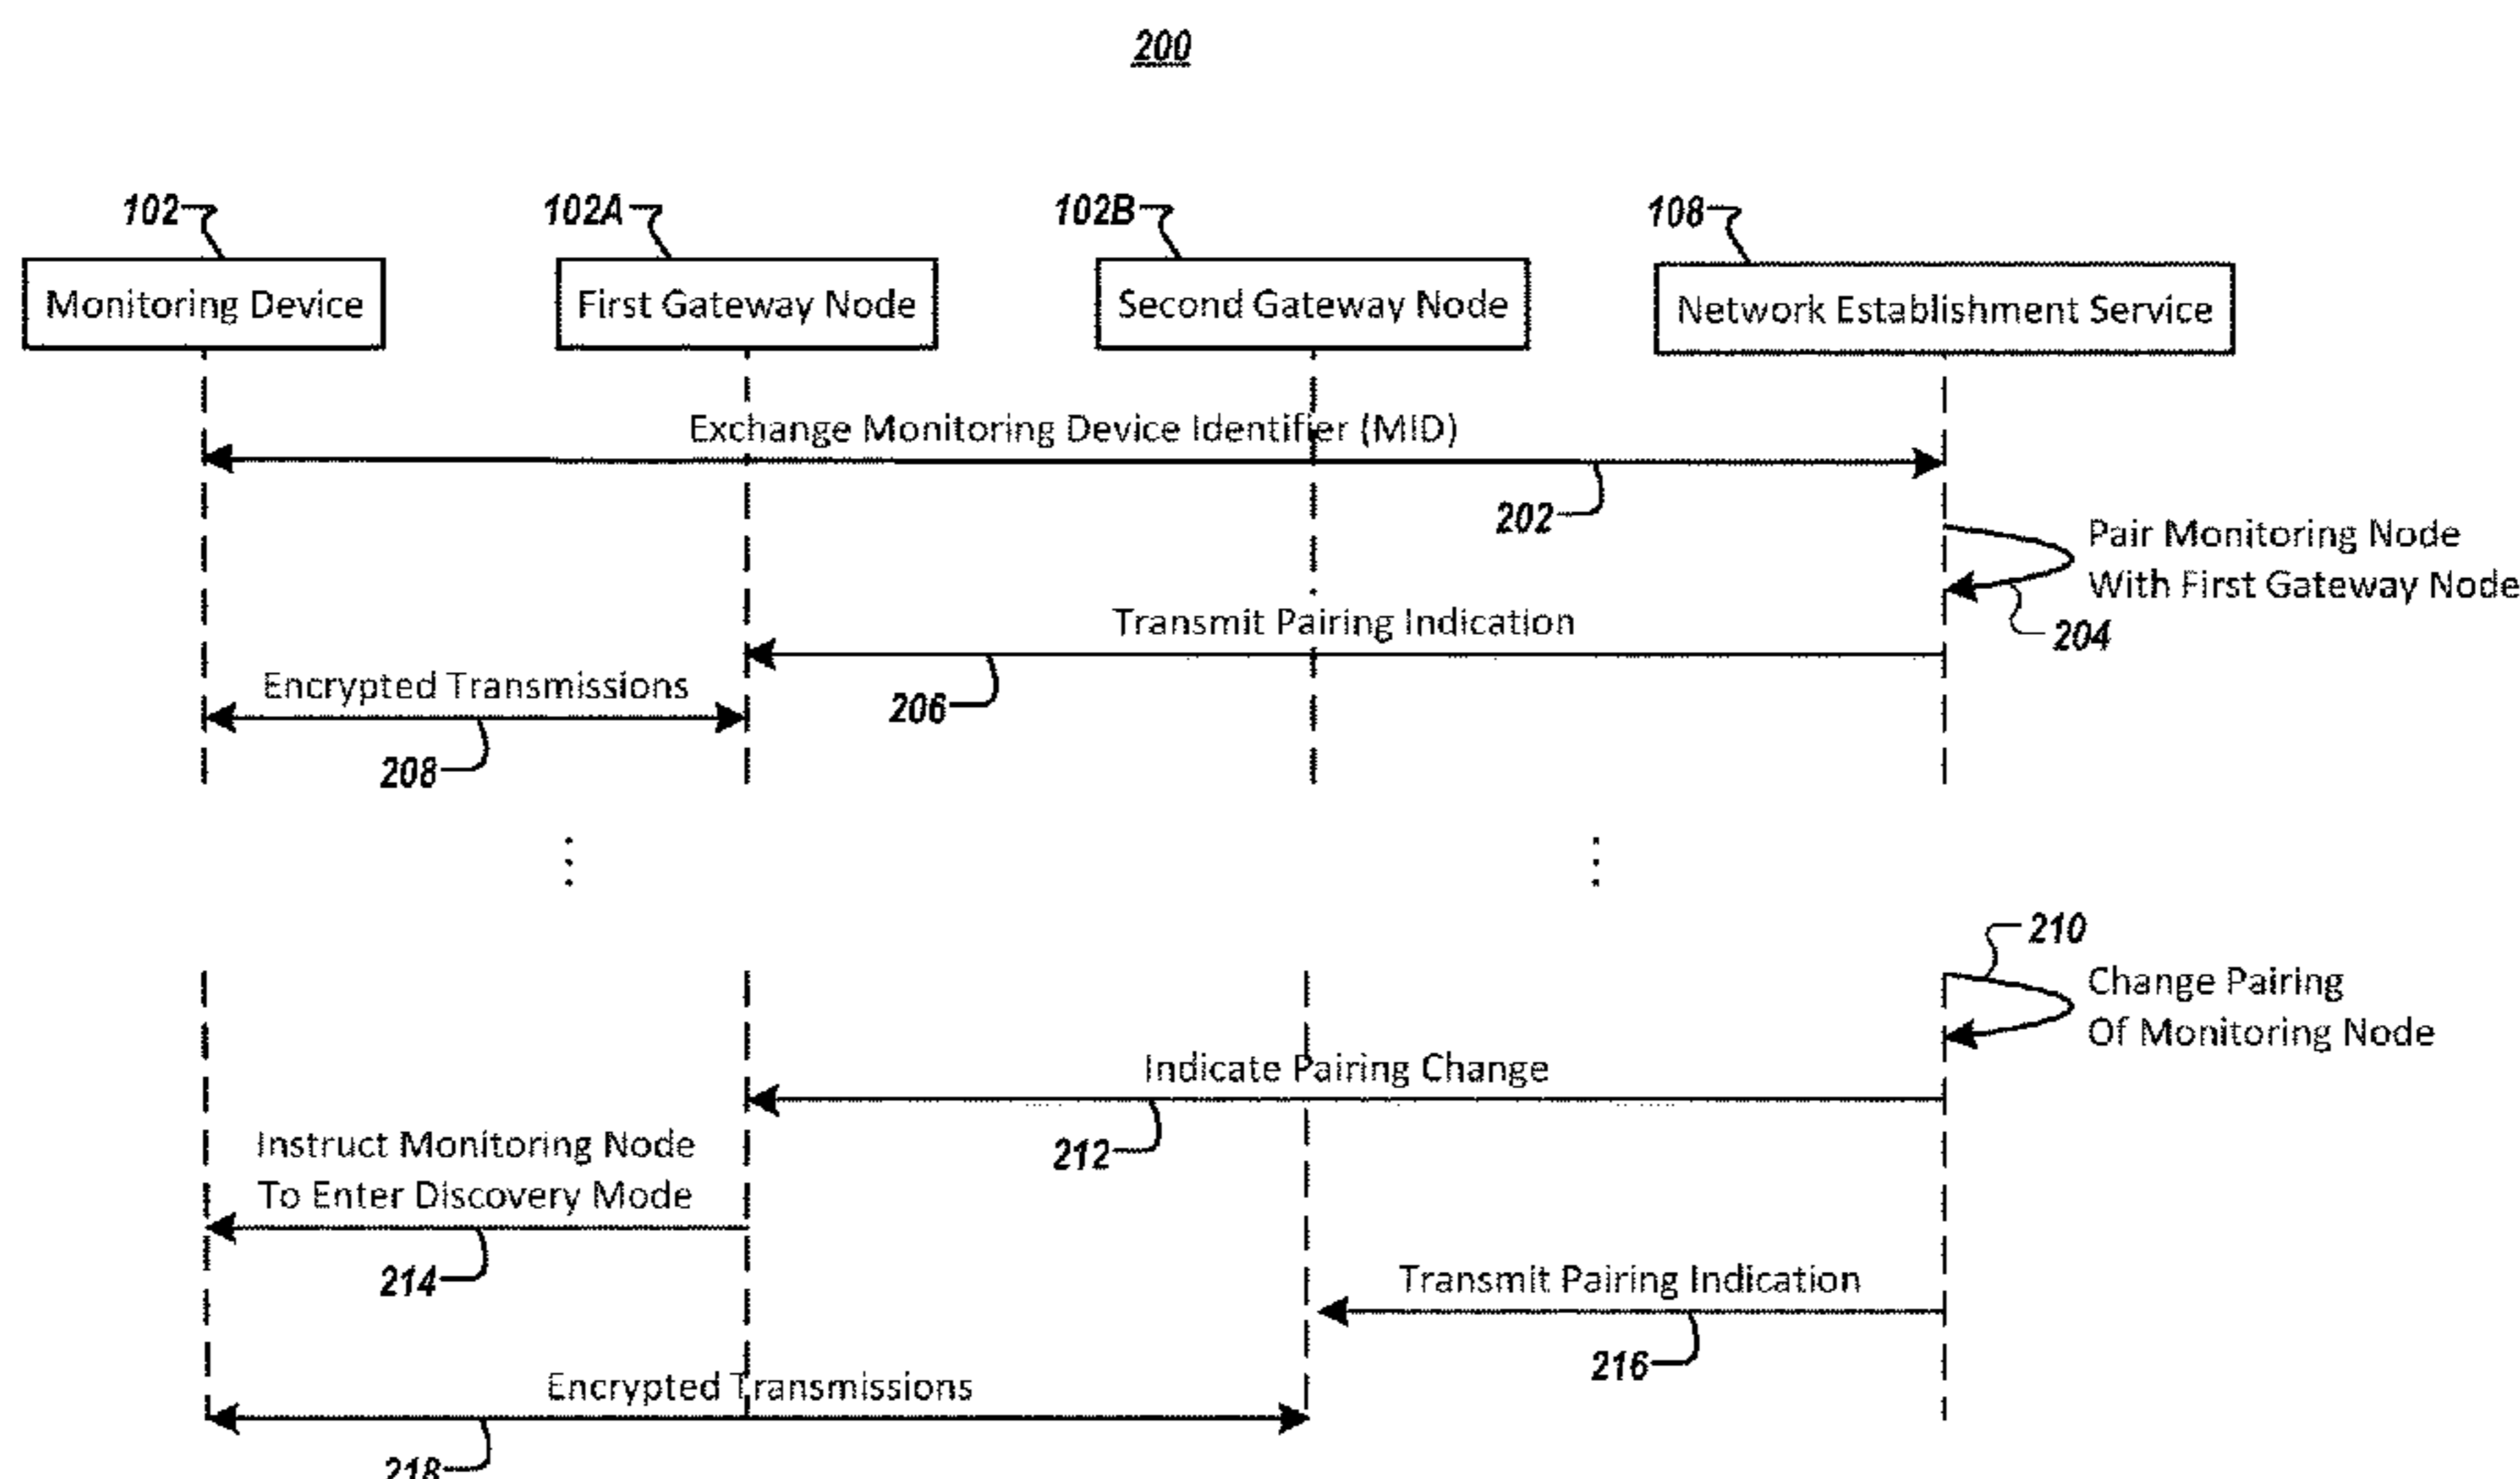 200
102
102A
102B
108
Monitoring Device
First Gateway Node
Second Gateway Node
Network Establishment Service
Exchange Monitoring Device Identifier (MID)
202
Pair Monitoring Node
With First Gateway Node
204
Transmit Pairing Indication
206
Encrypted Transmissions
208
210
Change Pairing
Of Monitoring Node
Indicate Pairing Change
212
Instruct Monitoring Node
To Enter Discovery Mode
214
Transmit Pairing Indication
216
Encrypted Transmissions
218